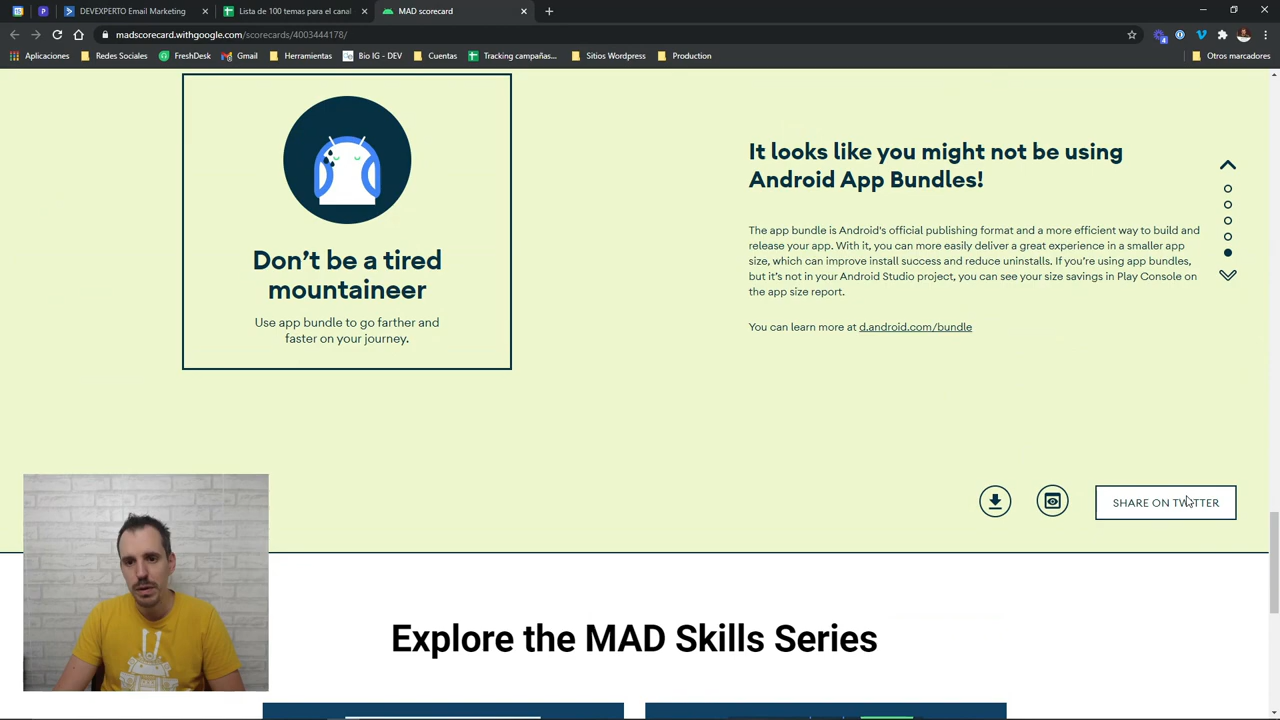 DEVEXPERTO Email Marketing
Lista de 100 temas para el canal
MAD scorecard
madscorecard.withgoogle.com/scorecards/4003444178/
Aplicaciones
Redes Sociales
FreshDesk
Gmail
Herramientas
Bio IG - DEV
Cuentas
Tracking campañas...
Sitios Wordpress
Production
Otros marcadores
Don't be a tired
mountaineer
Use app bundle to go farther and
faster on your journey.
It looks like you might not be using
Android App Bundles!
The app bundle is Android's official publishing format and a more efficient way to build and
release your app. With it, you can more easily deliver a great experience in a smaller app
size, which can improve install success and reduce uninstalls. If you're using app bundles,
but it's not in your Android Studio project, you can see your size savings in Play Console on
the app size report.
You can learn more at d.android.com/bundle
SHARE ON TWITTER
Explore the MAD Skills Series